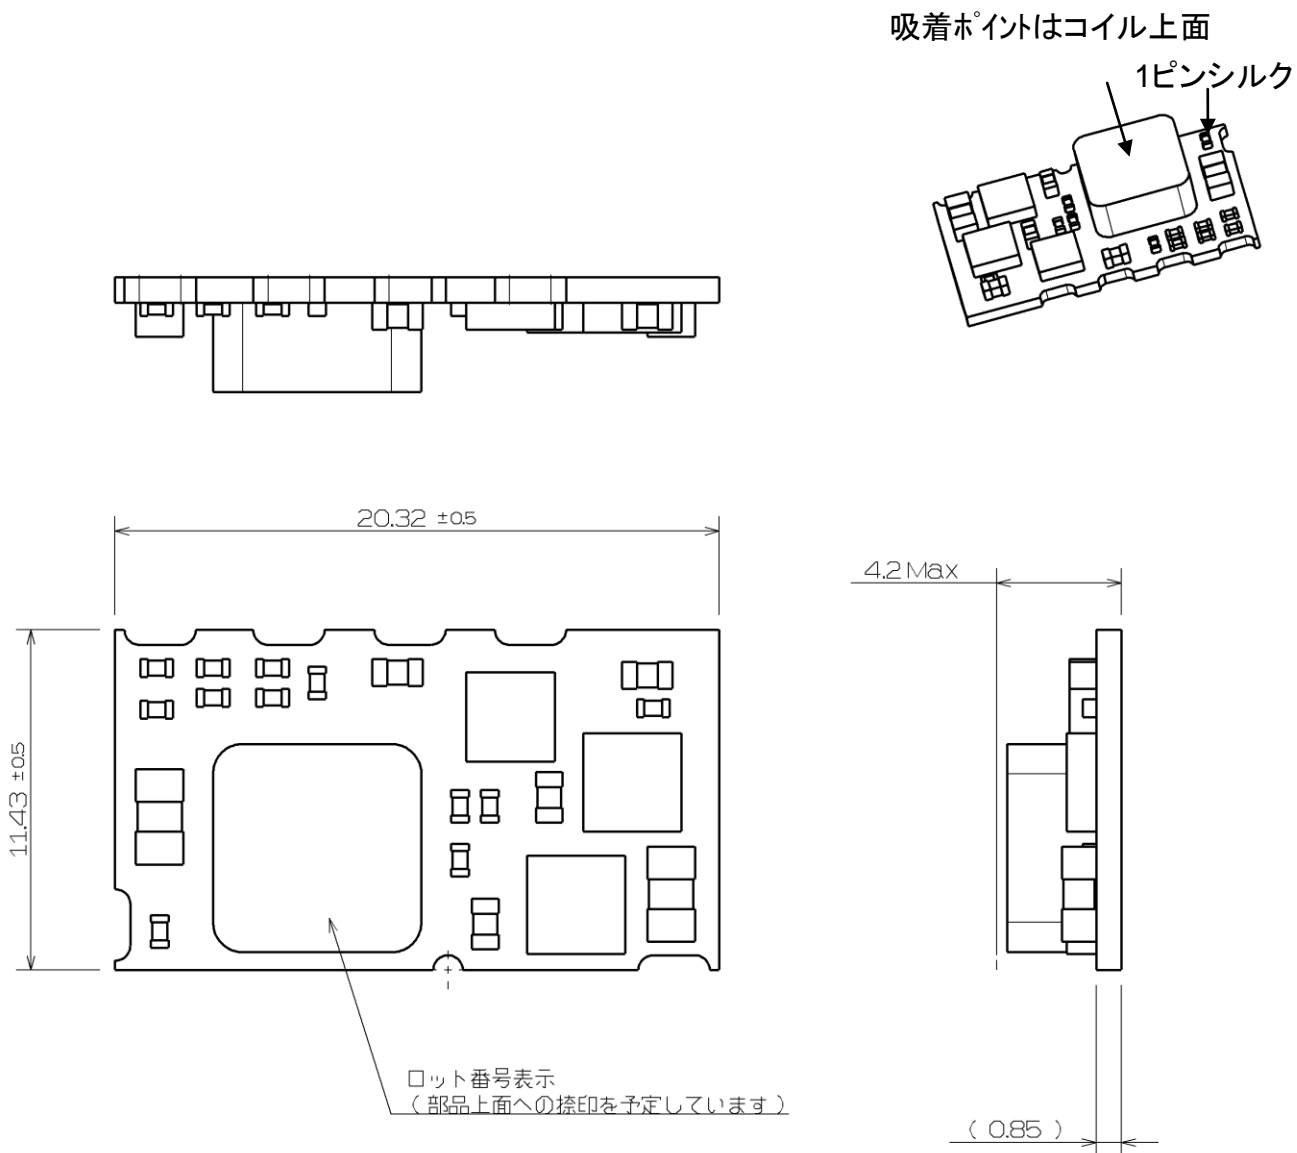 吸着ポイントはコイル上面
1ピンシルク
20.32 ±0.5
4.2 Max
11.43 ±0.5
ロット番号表示
( 部品上面への捺印を予定しています )
( 0.85 )